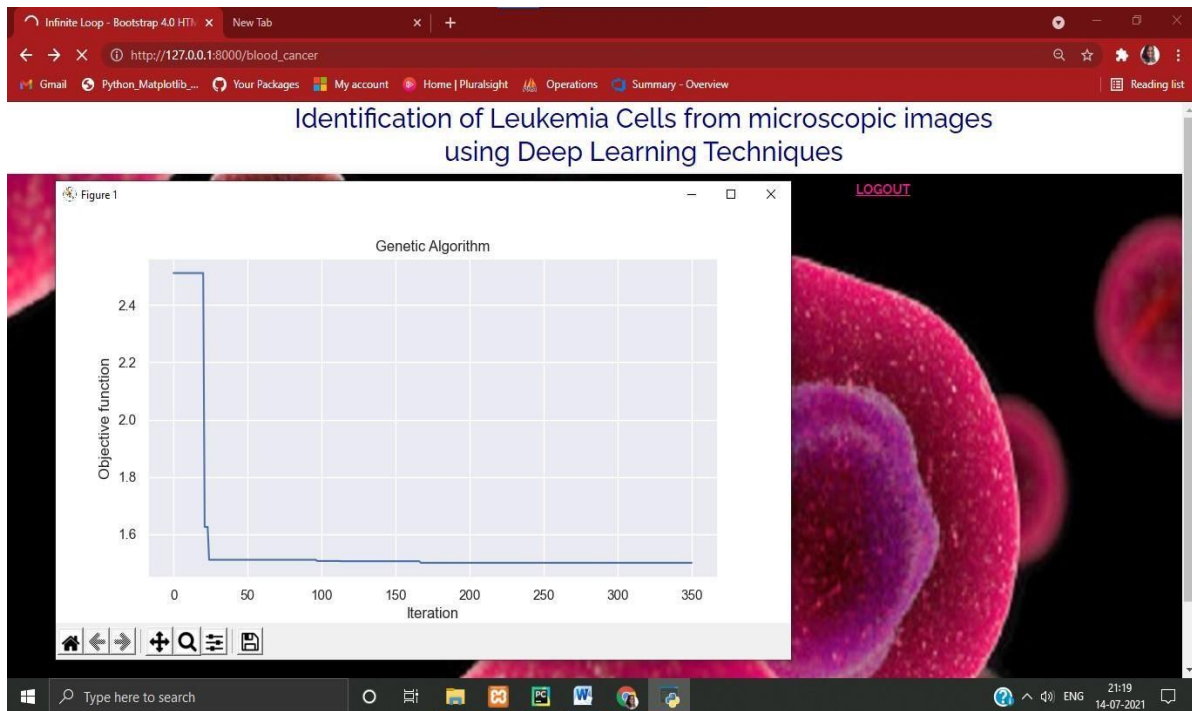 Infinite Loop - Bootstrap 4.0 HTM
New Tab
http://127.0.0.1:8000/blood_cancer
Gmail
Python_Matplotlib_...
Your Packages
My account
Home | Pluralsight
Operations
Summary - Overview
Reading list
Identification of Leukemia Cells from microscopic images
using Deep Learning Techniques
LOGOUT
Figure 1
Genetic Algorithm
Objective function
2.4
2.2
2.0
1.8
1.6
0 50 100 150 200 250 300 350
Iteration
Type here to search
ENG
21:19
14-07-2021